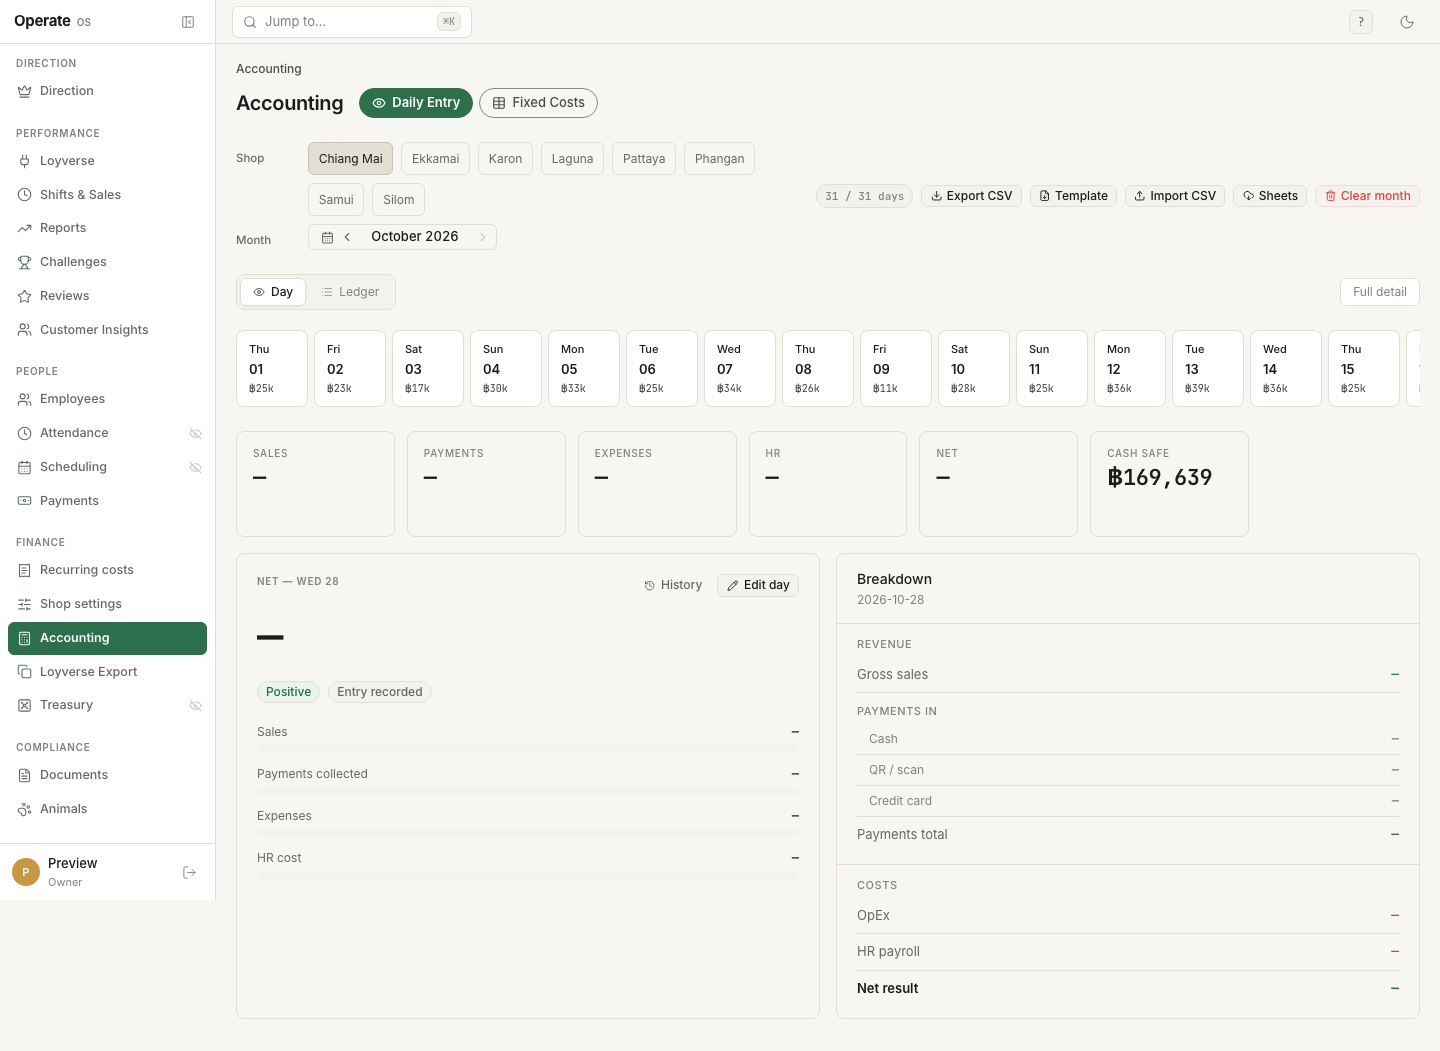 Operate OS
Jump to...
⌘K
?
DIRECTION
Direction
PERFORMANCE
Loyverse
Shifts & Sales
Reports
Challenges
Reviews
Customer Insights
PEOPLE
Employees
Attendance
Scheduling
Payments
FINANCE
Recurring costs
Shop settings
Accounting
Loyverse Export
Treasury
COMPLIANCE
Documents
Animals
P
Preview
Owner
Accounting
Accounting
Daily Entry
Fixed Costs
Shop
Chiang Mai
Ekkamai
Karon
Laguna
Pattaya
Phangan
Samui
Silom
31 / 31 days
Export CSV
Template
Import CSV
Sheets
Clear month
Month
October 2026
Day
Ledger
Full detail
Thu
01
฿25k
Fri
02
฿23k
Sat
03
฿17k
Sun
04
฿30k
Mon
05
฿33k
Tue
06
฿25k
Wed
07
฿34k
Thu
08
฿26k
Fri
09
฿11k
Sat
10
฿28k
Sun
11
฿25k
Mon
12
฿36k
Tue
13
฿39k
Wed
14
฿36k
Thu
15
฿25k
SALES
—
PAYMENTS
—
EXPENSES
—
HR
—
NET
—
CASH SAFE
฿169,639
NET — WED 28
History
Edit day
—
Positive
Entry recorded
Sales —
Payments collected —
Expenses —
HR cost —
Breakdown
2026-10-28
REVENUE
Gross sales —
PAYMENTS IN
Cash —
QR / scan —
Credit card —
Payments total —
COSTS
OpEx —
HR payroll —
Net result —